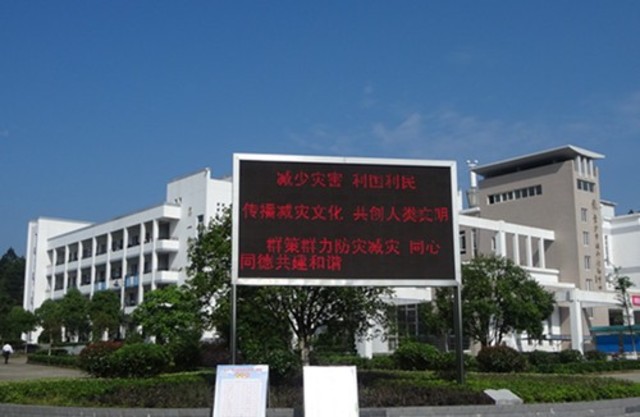 减少灾害 利国利民
传播减灾文化 共创人类文明
群策群力防灾减灾 同心
同德共建和谐